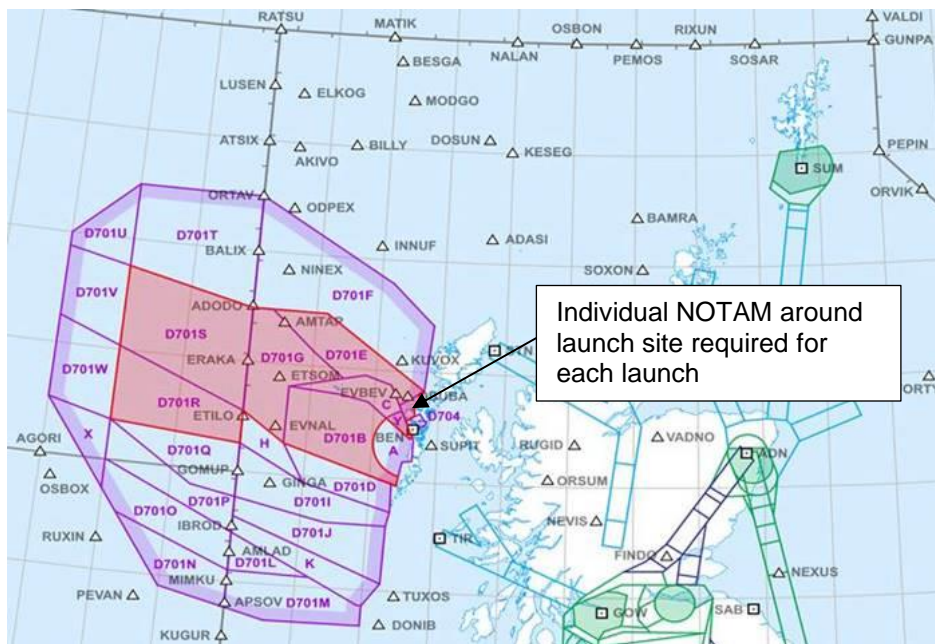 RATSU
MATIK
NALAN
OSBON
PEMOS
RIXUN
SOSAR
VALDI
GUNPA
BESGA
LUSEN
ELKOG
MODGO
ATSIX
AKIVO
BILLY
DOSUN
KESEG
PEPIN
SUM
ORVIK
ORTAV
ODPEX
BAMRA
D701U
D701T
BALIX
INNUF
ADASI
NINEX
SOXON
D701V
D701F
ADODO
AMTAP
D701S
Individual NOTAM around
launch site required for
each launch
ERAKA
D701G
D701E
KUVOX
STN
D701W
ETSOM
EVBEV
D701R
C
Y
D704
ETILO
EVNAL
D701B
BEN
A
SUPIT
RUGID
VADNO
ADN
AGORI
X
D701Q
H
GOMUP
OSBOX
GINGA
D701D
ORSUM
D701P
D701I
D701O
IBROD
D701J
NEVIS
RUXIN
TIR
AMLAD
FINDO
D701N
D701L
K
MIMKU
NEXUS
PEVAN
APSOV
D701M
TUXOS
GOW
SAB
DONIB
KUGUR